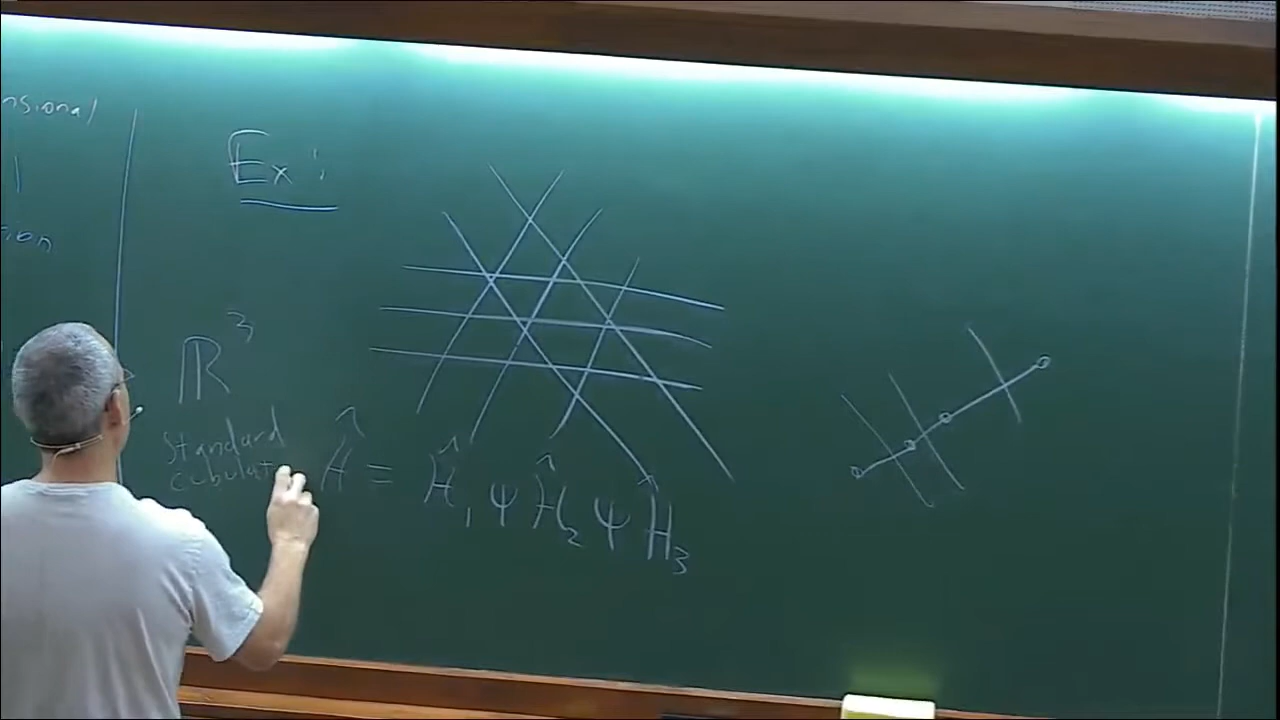 nsional
Ex:
ion
ℝ³
Standard
cubulat
Ĥ = Ĥ₁ ψ Ĥ₂ ψ Ĥ₃